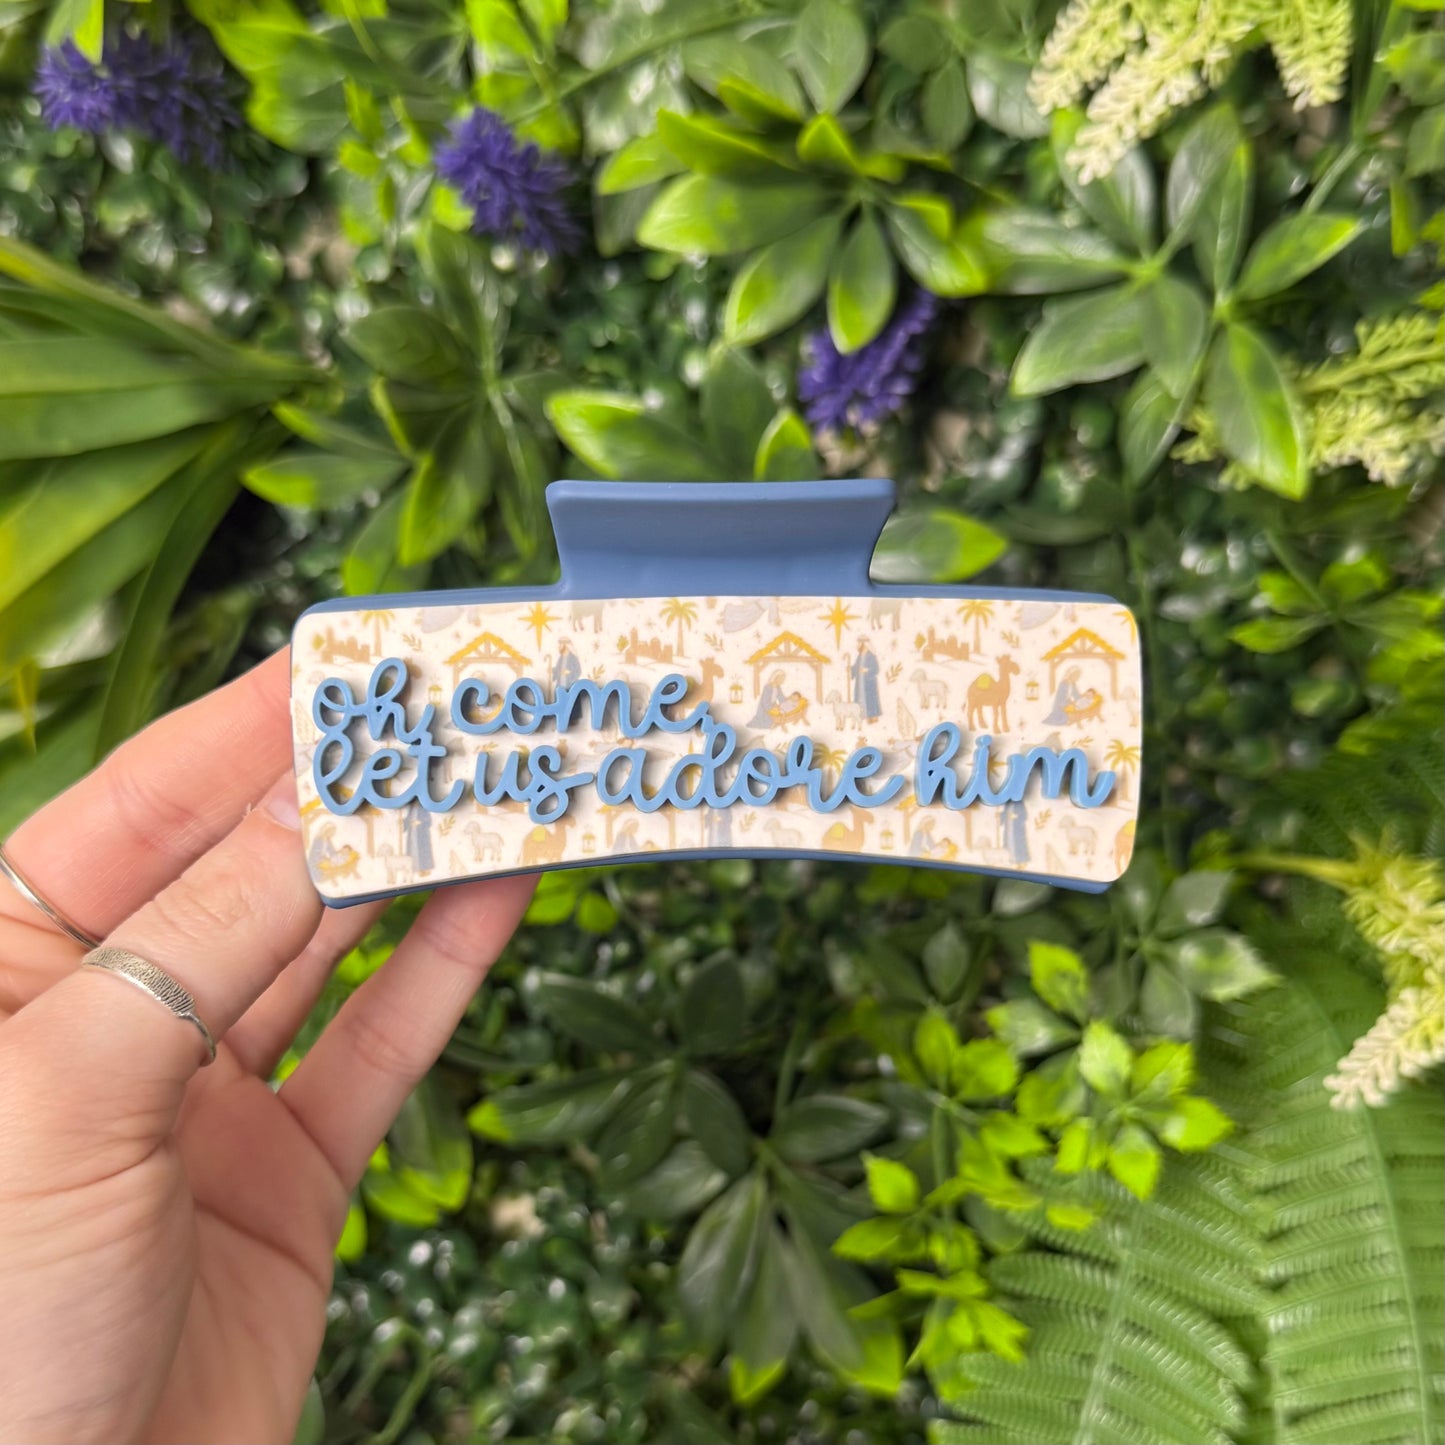 oh come,
let us adore him